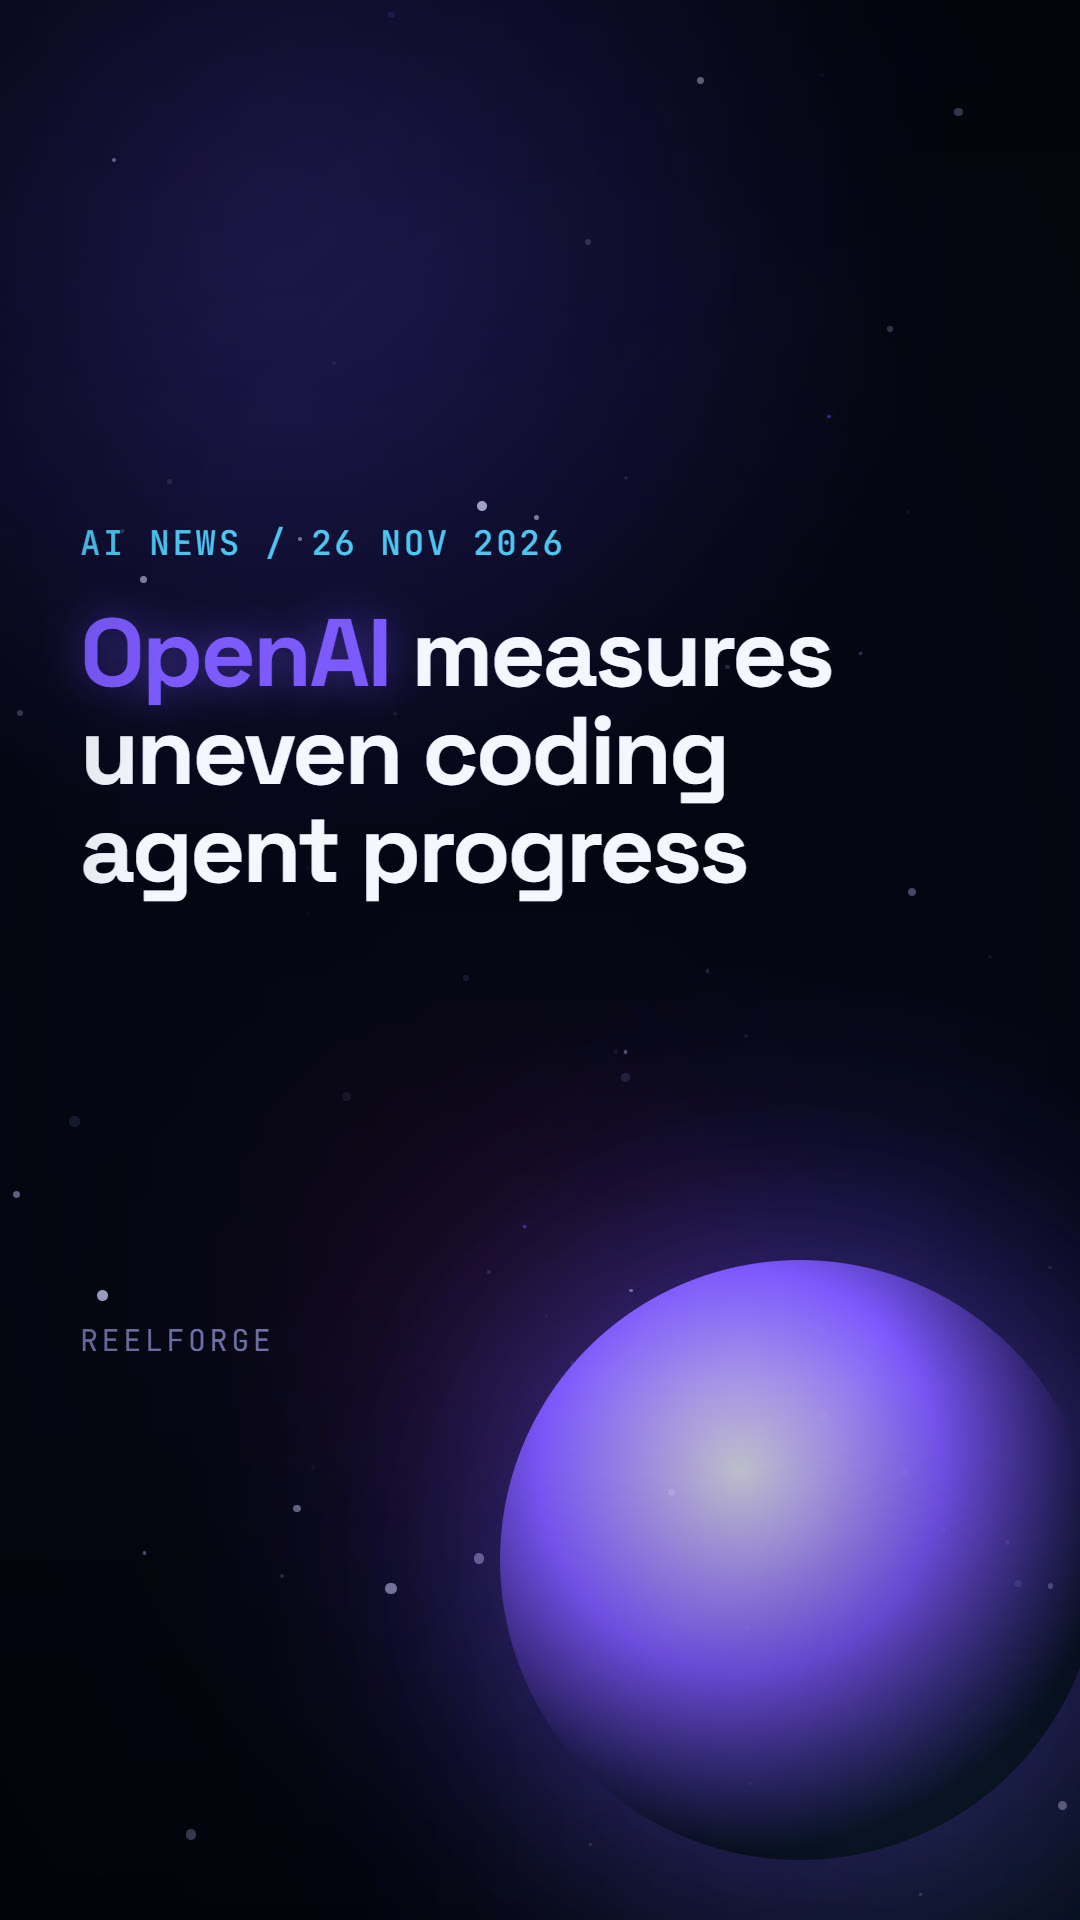 AI NEWS / 26 NOV 2026
OpenAI measures
uneven coding
agent progress
REELFORGE